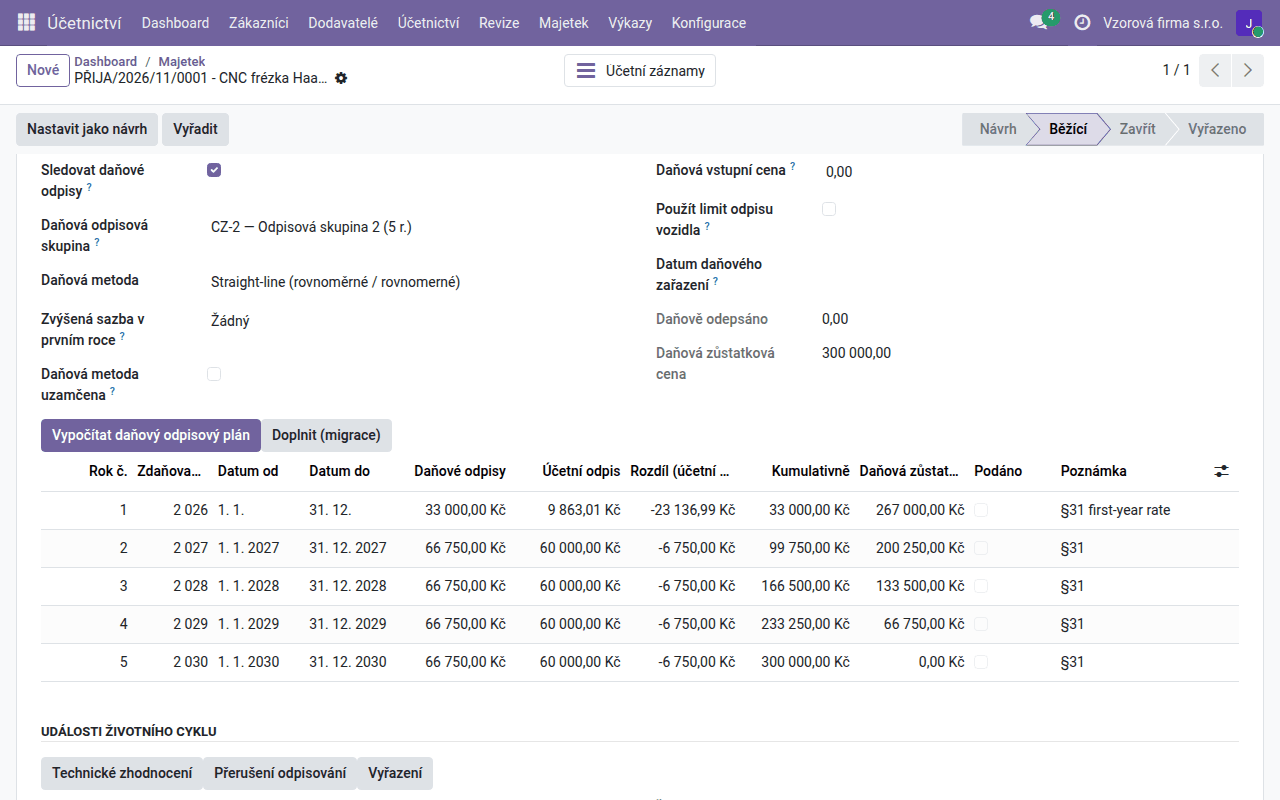 Účetnictví Dashboard Zákazníci Dodavatelé Účetnictví Revize Majetek Výkazy Konfigurace 4 Vzorová firma s.r.o. J
Nové Dashboard / Majetek
PŘIJA/2026/11/0001 - CNC frézka Haa…
Účetní záznamy
1 / 1
Nastavit jako návrh Vyřadit Návrh Běžící Zavřít Vyřazeno
Sledovat daňové
odpisy ?
Daňová odpisová
skupina ?
CZ-2 — Odpisová skupina 2 (5 r.)
Daňová metoda Straight-line (rovnoměrné / rovnomerné)
Zvýšená sazba v
prvním roce ?
Žádný
Daňová metoda
uzamčena ?
Daňová vstupní cena ? 0,00
Použít limit odpisu
vozidla ?
Datum daňového
zařazení ?
Daňově odepsáno 0,00
Daňová zůstatková
cena
300 000,00
Vypočítat daňový odpisový plán Doplnit (migrace)
Rok č. Zdaňova… Datum od Datum do Daňové odpisy Účetní odpis Rozdíl (účetní … Kumulativně Daňová zůstat… Podáno Poznámka
1 2 026 1. 1. 31. 12. 33 000,00 Kč 9 863,01 Kč -23 136,99 Kč 33 000,00 Kč 267 000,00 Kč §31 first-year rate
2 2 027 1. 1. 2027 31. 12. 2027 66 750,00 Kč 60 000,00 Kč -6 750,00 Kč 99 750,00 Kč 200 250,00 Kč §31
3 2 028 1. 1. 2028 31. 12. 2028 66 750,00 Kč 60 000,00 Kč -6 750,00 Kč 166 500,00 Kč 133 500,00 Kč §31
4 2 029 1. 1. 2029 31. 12. 2029 66 750,00 Kč 60 000,00 Kč -6 750,00 Kč 233 250,00 Kč 66 750,00 Kč §31
5 2 030 1. 1. 2030 31. 12. 2030 66 750,00 Kč 60 000,00 Kč -6 750,00 Kč 300 000,00 Kč 0,00 Kč §31
UDÁLOSTI ŽIVOTNÍHO CYKLU
Technické zhodnocení Přerušení odpisování Vyřazení